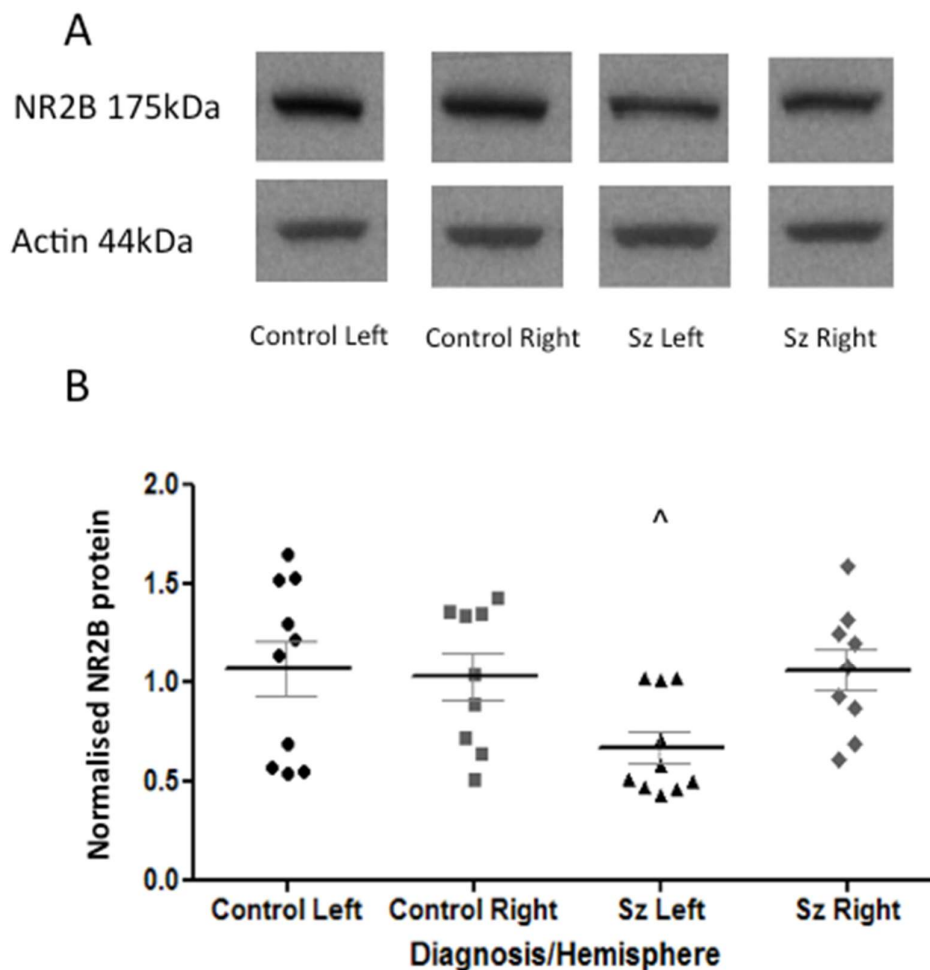 A
NR2B 175kDa
Actin 44kDa
Control Left Control Right Sz Left Sz Right
B
Normalised NR2B protein
2.0
^
1.5
1.0
0.5
0.0
Control Left Control Right Sz Left Sz Right
Diagnosis/Hemisphere